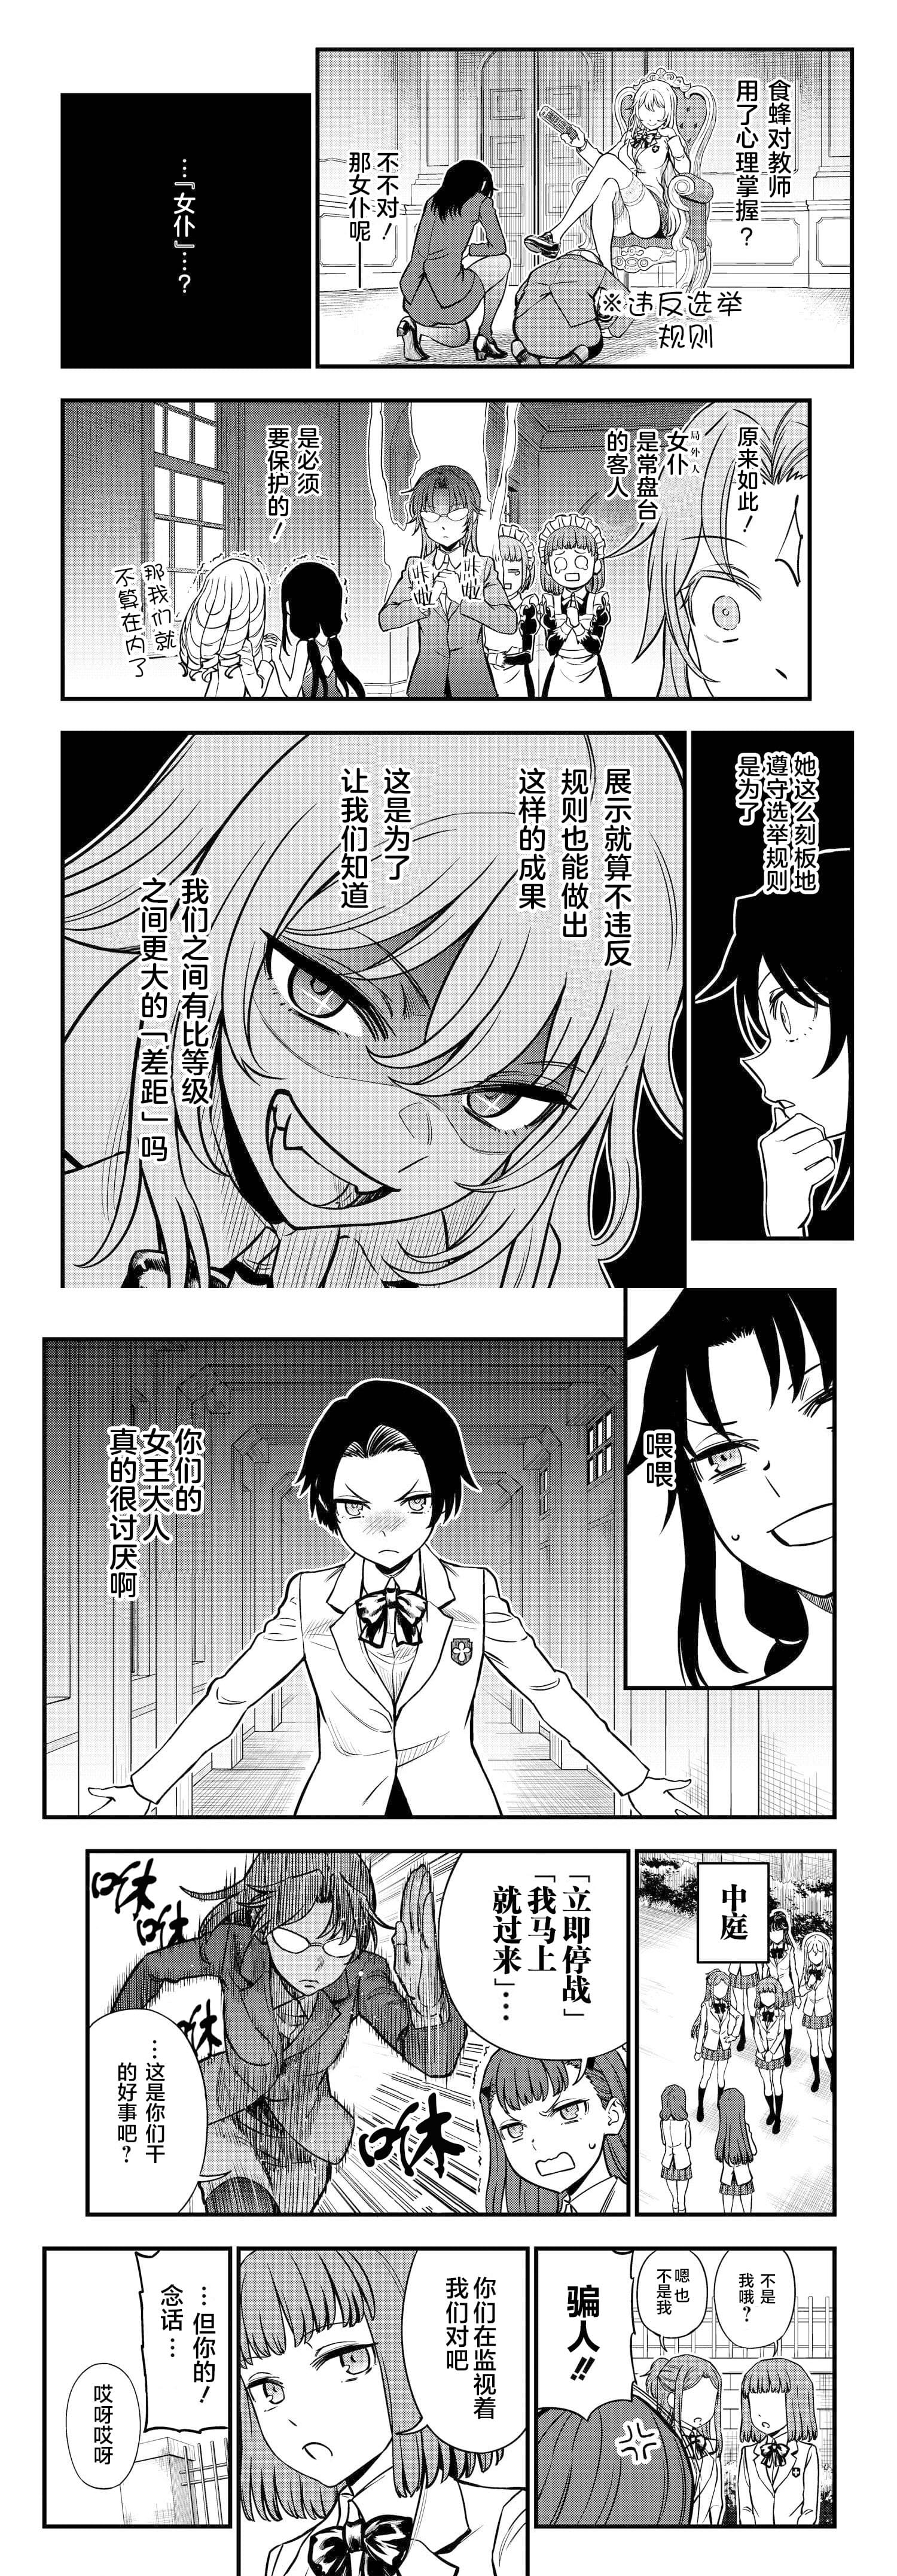 食蜂对教师
用了心理掌握？
不不对！
那女仆呢——
※违反选举
规则
…『女仆』…？
原来如此！
局外人
女仆
是常盘台
的客人
是必须
要保护的！
那我们就
不算在内了
她这么刻板地
遵守选举规则
是为了
展示就算不违反
规则也能做出
这样的成果
这是为了
让我们知道
我们之间有比等级
之间更大的「差距」吗
喂喂
你们的
女王大人
真的很讨厌啊
中庭
「立即停战」
「我马上
就过来」…
咻
咻
咻
咻
…这是你们干
的好事吧？
不是
我哦？
嗯也
不是我
骗人！！
你们在监视着
我们对吧
…但你的！
念话…
哎呀哎呀